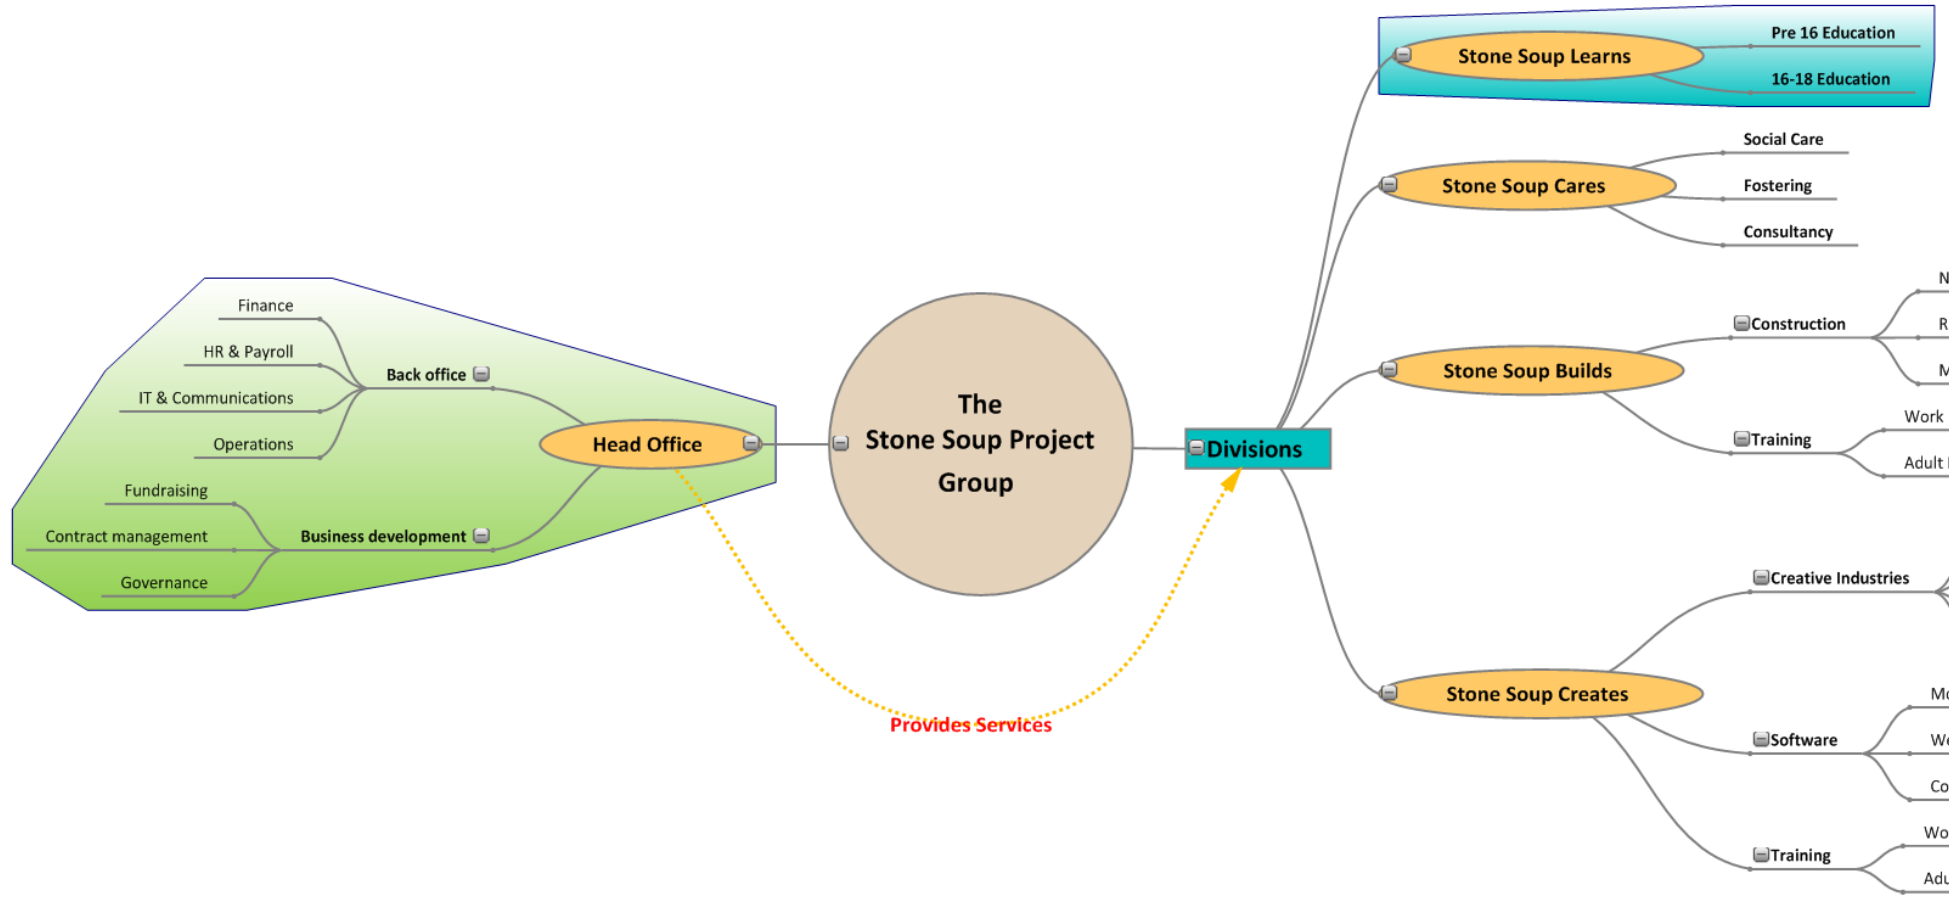 Pre 16 Education
Stone Soup Learns
16-18 Education
Social Care
Stone Soup Cares
Fostering
Consultancy
Finance
HR & Payroll
Back office
IT & Communications
Operations
Head Office
Fundraising
Contract management
Business development
Governance
The
Stone Soup Project
Group
Divisions
Provides Services
Construction
Stone Soup Builds
Work
Training
Adult
Creative Industries
Stone Soup Creates
Software
Training